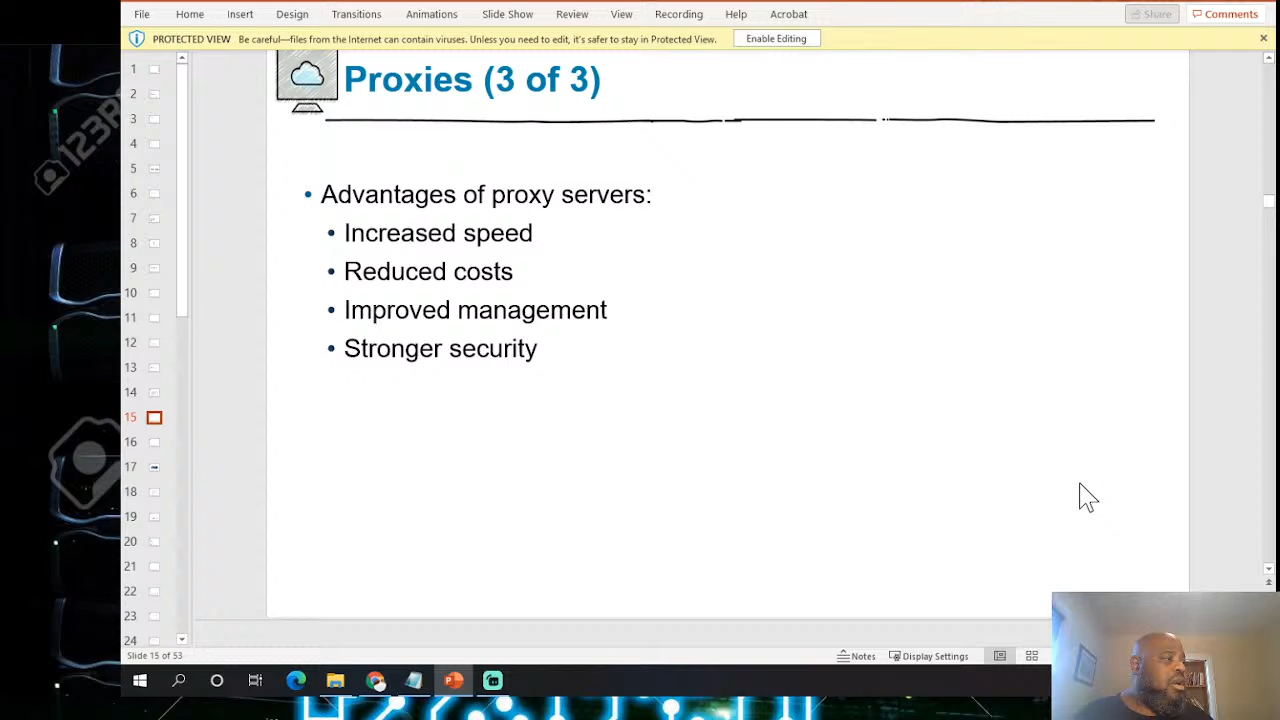 File Home Insert Design Transitions Animations Slide Show Review View Recording Help Acrobat Share Comments
PROTECTED VIEW Be careful—files from the Internet can contain viruses. Unless you need to edit, it's safer to stay in Protected View. Enable Editing
Proxies (3 of 3)
• Advantages of proxy servers:
• Increased speed
• Reduced costs
• Improved management
• Stronger security
1
2
3
4
5
6
7
8
9
10
11
12
13
14
15
16
17
18
19
20
21
22
23
24
Slide 15 of 53 Notes Display Settings